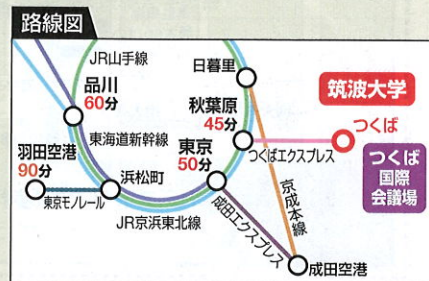 路線図
JR山手線
日暮里
品川
60分
秋葉原
45分
筑波大学
つくば
東海道新幹線
羽田空港
90分
東京
50分
つくばエクスプレス
つくば
国際
会議場
浜松町
東京モノレール
JR京浜東北線
成田エクスプレス
京成本線
成田空港